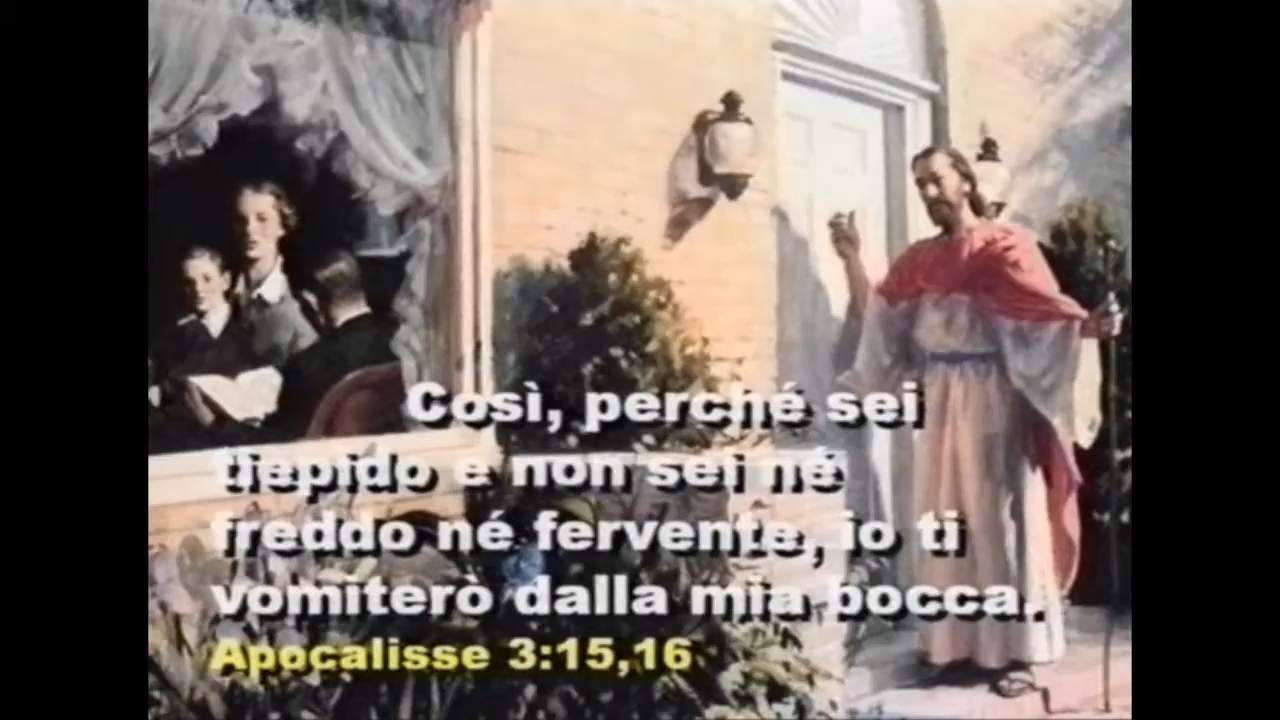 Così, perché sei
tiepido e non sei né
freddo né fervente, io ti
vomiterò dalla mia bocca.
Apocalisse 3:15,16